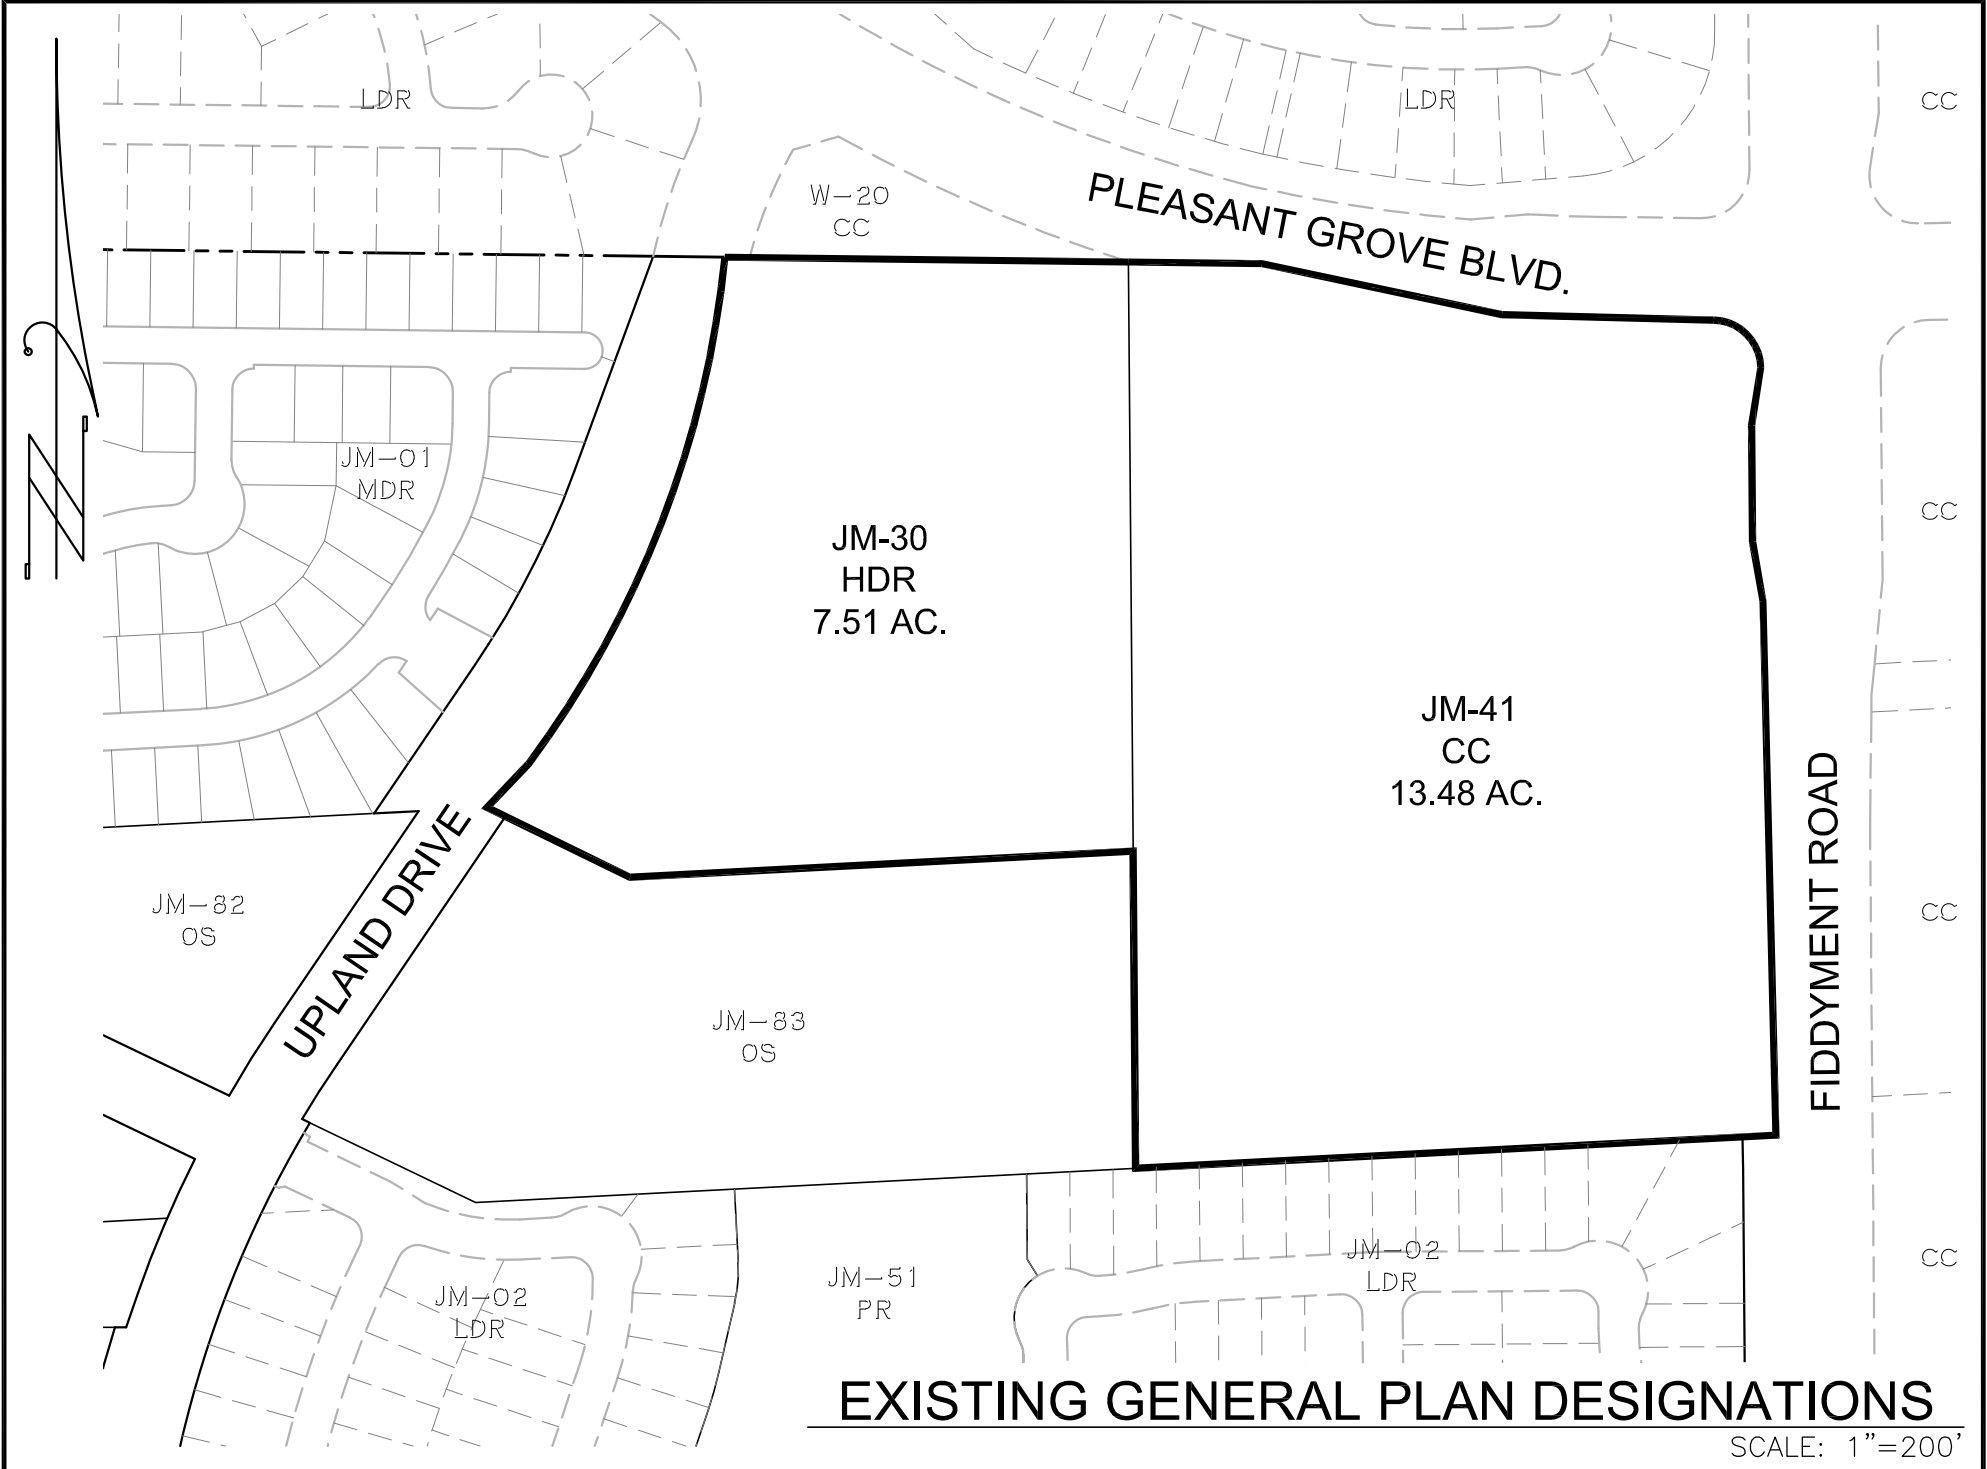 LDR
LDR
CC
W-20
CC
PLEASANT GROVE BLVD.
JM-01
MDR
CC
JM-30
HDR
7.51 AC.
JM-41
CC
13.48 AC.
FIDDYMENT ROAD
UPLAND DRIVE
JM-82
OS
CC
JM-83
OS
JM-02
LDR
JM-51
PR
JM-02
LDR
CC
N
EXISTING GENERAL PLAN DESIGNATIONS
SCALE: 1"=200'